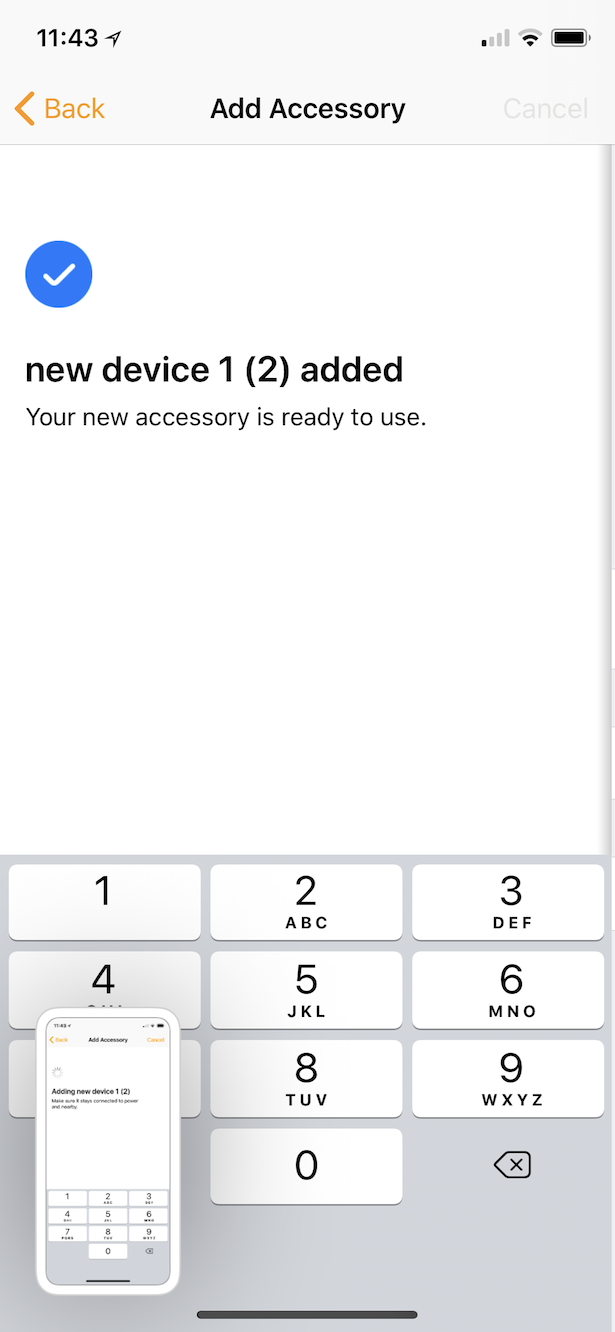 11:43
Back
Add Accessory
Cancel
new device 1 (2) added
Your new accessory is ready to use.
1
2
ABC
3
DEF
4
5
JKL
6
MNO
8
TUV
9
WXYZ
0
11:43
Back
Add Accessory
Cancel
Adding new device 1 (2)
Make sure it stays connected to power
and nearby.
1
2
ABC
3
DEF
4
GHI
5
JKL
6
MNO
7
PQRS
8
TUV
9
WXYZ
0